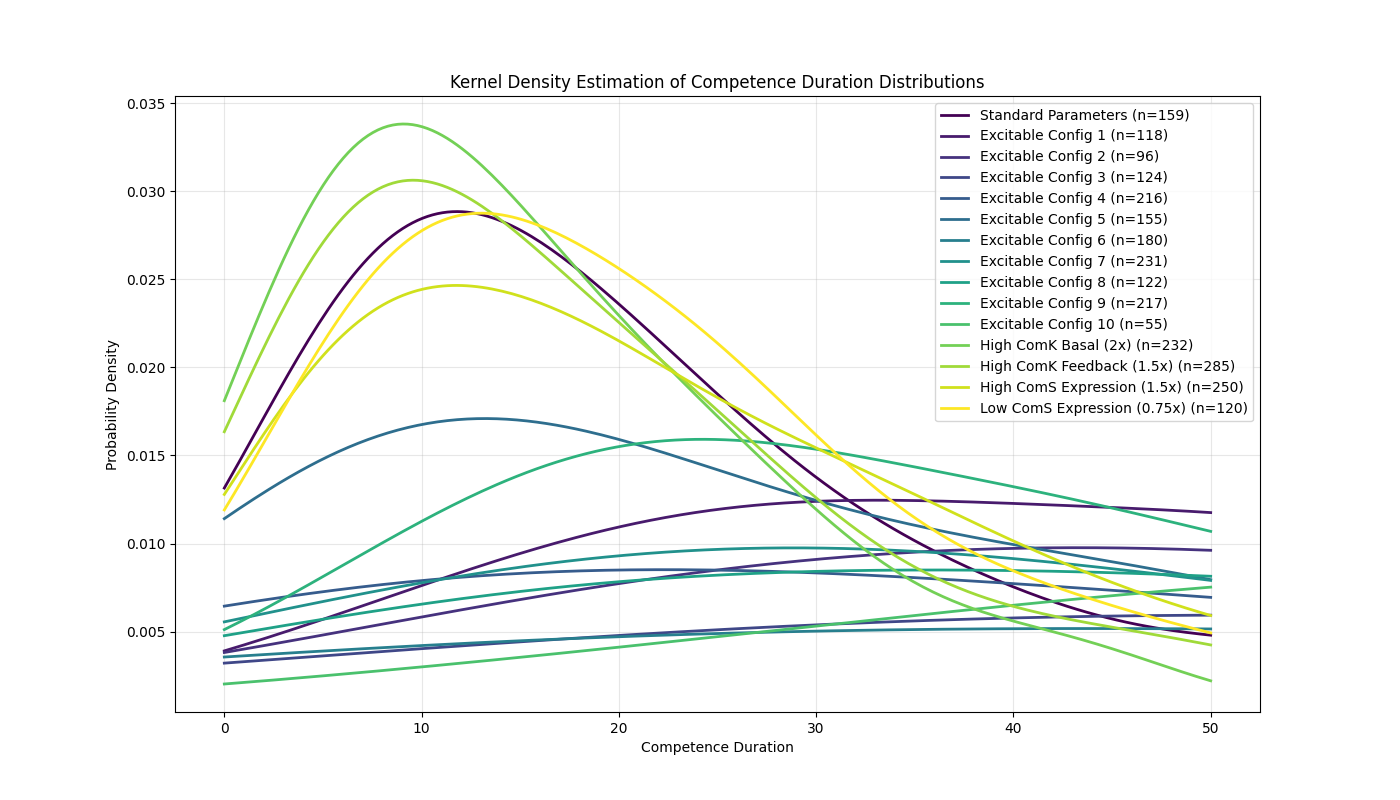 Kernel Density Estimation of Competence Duration Distributions
0.035
0.030
0.025
0.020
0.015
0.010
0.005
Probability Density
Standard Parameters (n=159)
Excitable Config 1 (n=118)
Excitable Config 2 (n=96)
Excitable Config 3 (n=124)
Excitable Config 4 (n=216)
Excitable Config 5 (n=155)
Excitable Config 6 (n=180)
Excitable Config 7 (n=231)
Excitable Config 8 (n=122)
Excitable Config 9 (n=217)
Excitable Config 10 (n=55)
High ComK Basal (2x) (n=232)
High ComK Feedback (1.5x) (n=285)
High ComS Expression (1.5x) (n=250)
Low ComS Expression (0.75x) (n=120)
0 10 20 30 40 50
Competence Duration